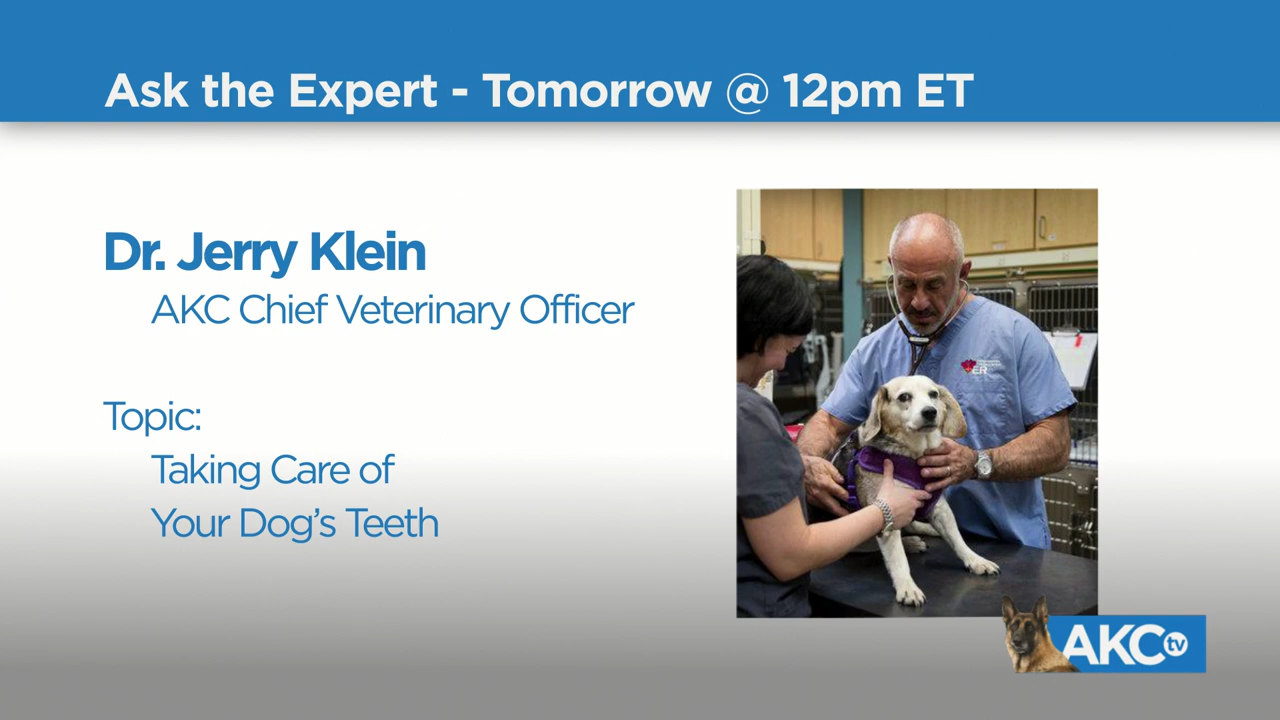 Ask the Expert - Tomorrow @ 12pm ET
Dr. Jerry Klein
AKC Chief Veterinary Officer
Topic:
Taking Care of
Your Dog’s Teeth
ER
AKC tv